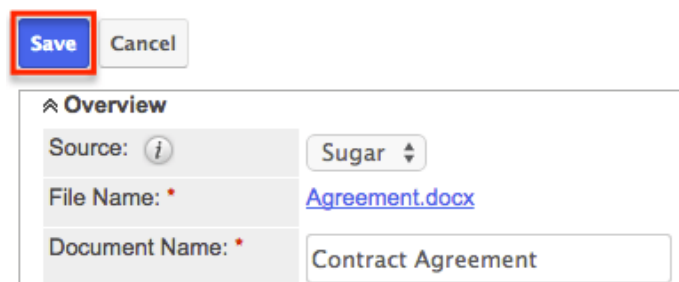 Save Cancel
Overview
Source: i Sugar
File Name: * Agreement.docx
Document Name: * Contract Agreement